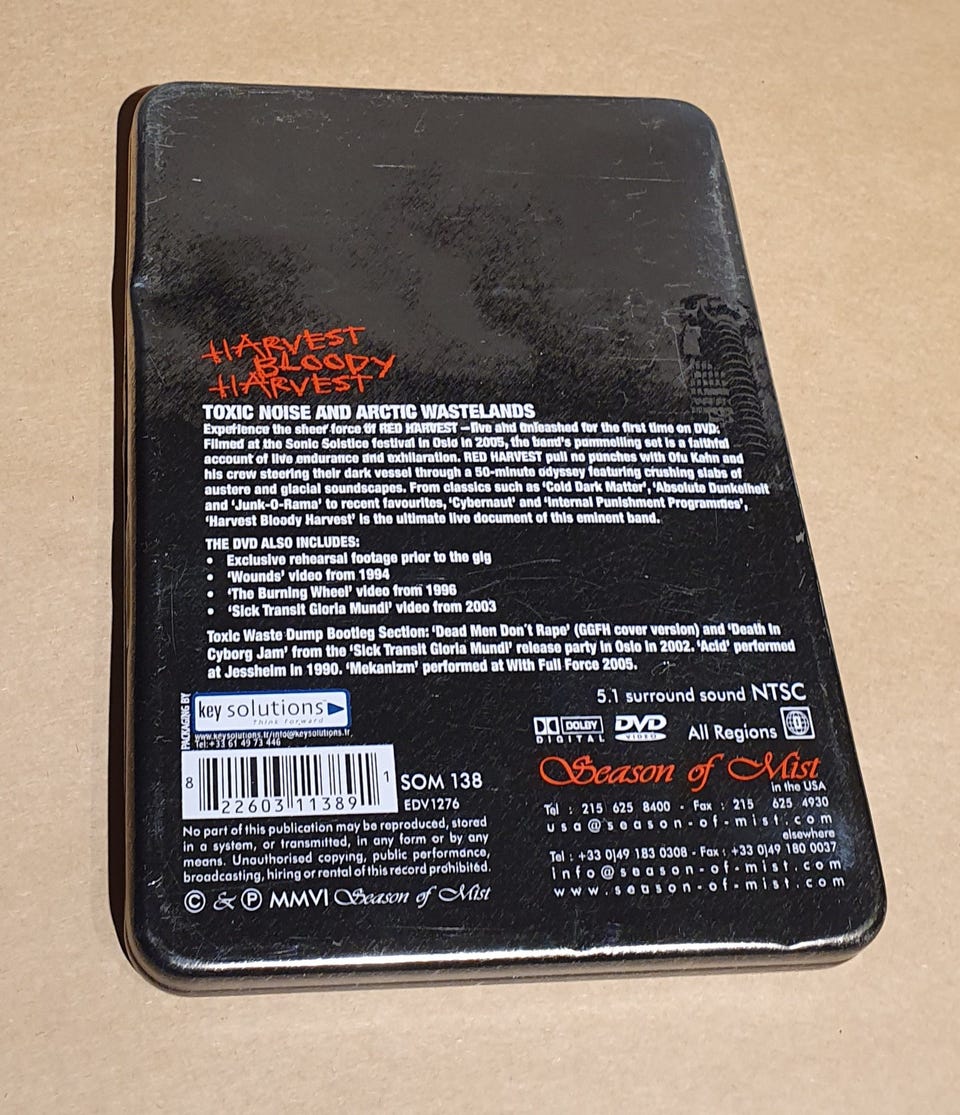 HARVEST
BLOODY
HARVEST
TOXIC NOISE AND ARCTIC WASTELANDS
Experience the sheer force of RED HARVEST – live and unleashed for the first time on DVD.
Filmed at the Sonic Solstice festival in Oslo in 2005, the band's pummelling set is a faithful
account of live endurance and exhilaration. RED HARVEST pull no punches with Ofu Kahn and
his crew steering their dark vessel through a 50-minute odyssey featuring crushing slabs of
austere and glacial soundscapes. From classics such as 'Cold Dark Matter', 'Absolute Dunkelheit
and 'Junk-O-Rama' to recent favourites, 'Cybernaut' and 'Internal Punishment Programmes',
'Harvest Bloody Harvest' is the ultimate live document of this eminent band.
THE DVD ALSO INCLUDES:
• Exclusive rehearsal footage prior to the gig
• 'Wounds' video from 1994
• 'The Burning Wheel' video from 1996
• 'Sick Transit Gloria Mundi' video from 2003
Toxic Waste Dump Bootleg Section: 'Dead Men Don´t Rape' (GGFH cover version) and 'Death In
Cyborg Jam' from the 'Sick Transit Gloria Mundi' release party in Oslo in 2002. 'Acid' performed
at Jessheim in 1990. 'Mekanizm' performed at With Full Force 2005.
PACKAGING BY
key solutions
Think forward
www.keysolutions.fr/info@keysolutions.fr
Tel:+33 61 49 73 446
8 22603 11389 1
SOM 138
EDV1276
No part of this publication may be reproduced, stored
in a system, or transmitted, in any form or by any
means. Unauthorised copying, public performance,
broadcasting, hiring or rental of this record prohibited.
© & ℗ MMVI Season of Mist
5.1 surround sound NTSC
DOLBY
DIGITAL
DVD
VIDEO
All Regions
0
Season of Mist
in the USA
Tel : 215 625 8400 - Fax : 215 625 4930
usa@season-of-mist.com
elsewhere
Tel : +33 0)49 183 0308 - Fax : +33 0)49 180 0037
info@season-of-mist.com
www.season-of-mist.com